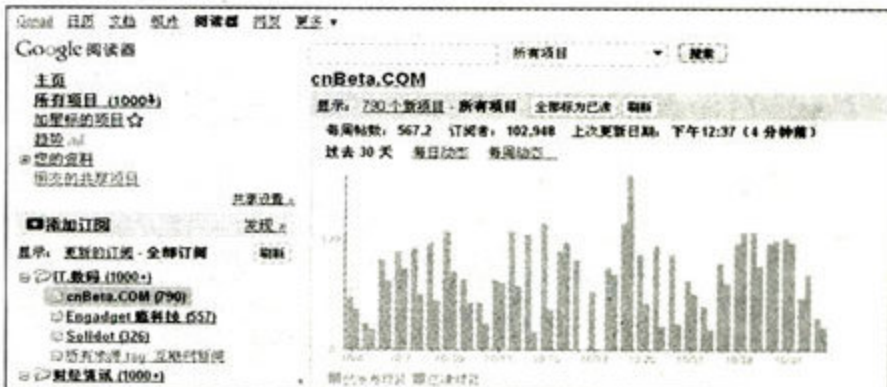 Gmail 日历 文档 照片 阅读器 网页 更多 ▼
Google 阅读器
所有项目 搜索
主页
所有项目 (1000+)
加星标的项目☆
趋势
您的资料
朋友的共享项目
共享设置 »
添加订阅 发现 »
显示: 更新的订阅 - 全部订阅 刷新
IT.数码 (1000+)
cnBeta.COM (790)
Engadget 瘾科技 (557)
Solidot (326)
财经资讯 (1000+)
cnBeta.COM
显示: 790 个新项目 - 所有项目 全部标为已读 刷新
每周帖数: 567.2 订阅者: 102,948 上次更新日期: 下午12:37 (4 分钟前)
过去 30 天 每日动态 每周动态